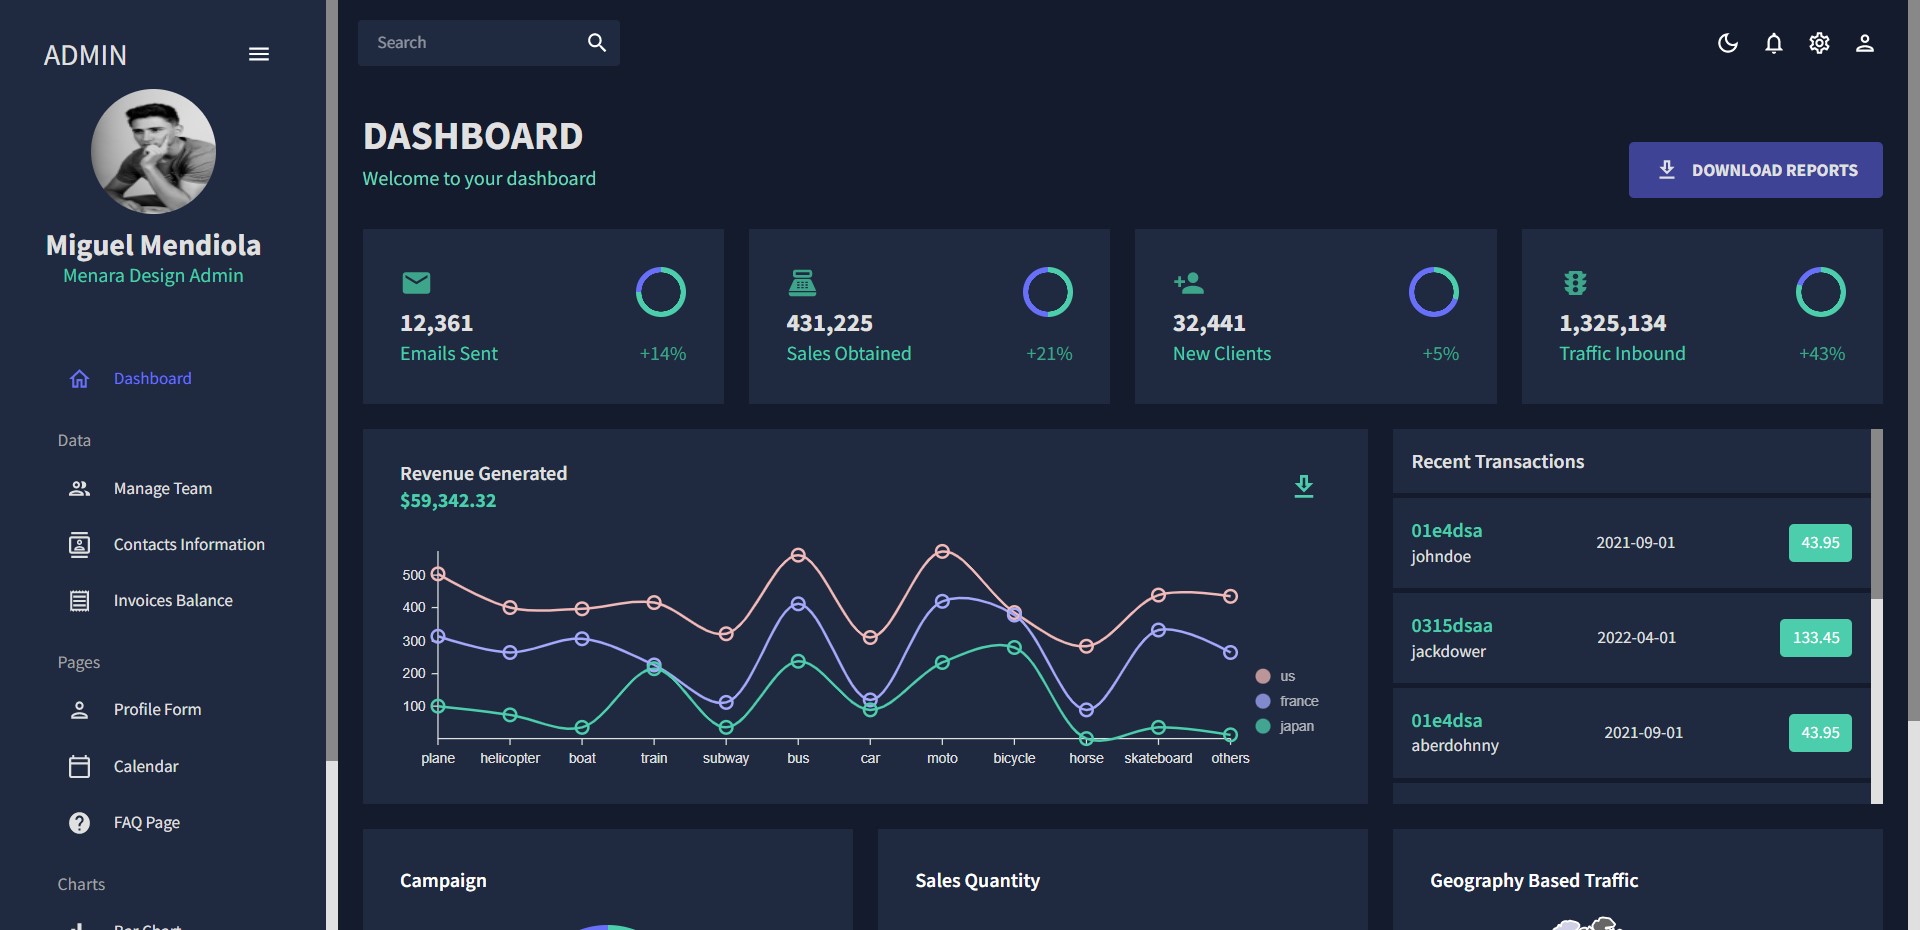 ADMIN
Miguel Mendiola
Menara Design Admin
Dashboard
Data
Manage Team
Contacts Information
Invoices Balance
Pages
Profile Form
Calendar
FAQ Page
Charts
Bar Chart
Search
DASHBOARD
Welcome to your dashboard
DOWNLOAD REPORTS
12,361
Emails Sent
+14%
431,225
Sales Obtained
+21%
32,441
New Clients
+5%
1,325,134
Traffic Inbound
+43%
Revenue Generated
$59,342.32
500
400
300
200
100
plane helicopter boat train subway bus car moto bicycle horse skateboard others
us
france
japan
Recent Transactions
01e4dsa
johndoe
2021-09-01
43.95
0315dsaa
jackdower
2022-04-01
133.45
01e4dsa
aberdohnny
2021-09-01
43.95
Campaign
Sales Quantity
Geography Based Traffic